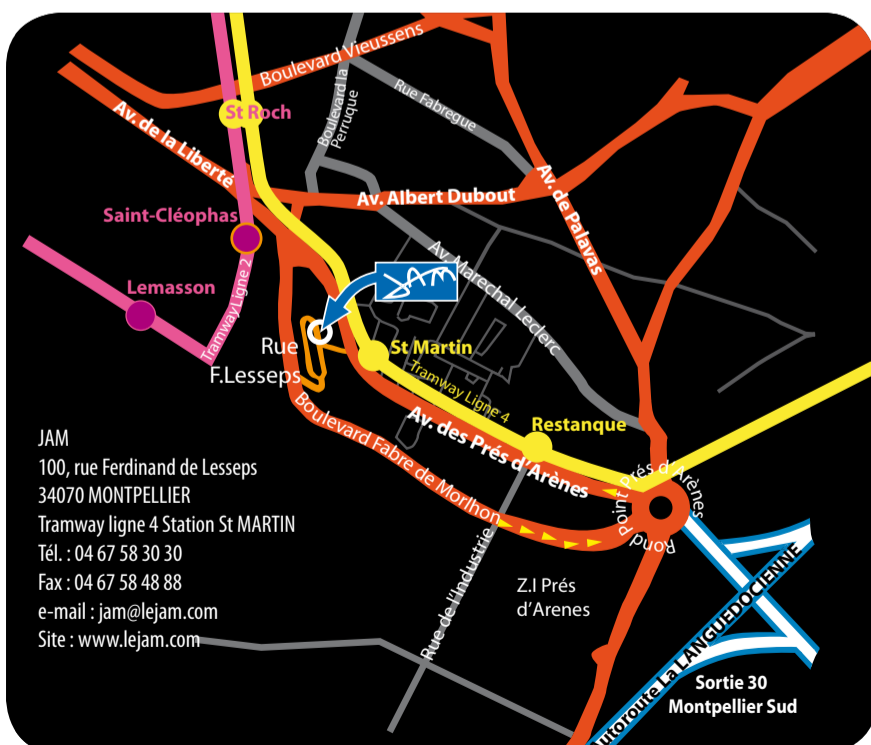 Boulevard Vieussens
St Roch
Boulevard la
Perruque
Rue Fabregue
Av. de la Liberté
Av. Albert Dubout
Av. de Palavas
Saint-Cléophas
Av. Marechal Leclerc
JAM
Lemasson
Tramway Ligne 2
Rue
F.Lesseps
St Martin
Tramway Ligne 4
Restanque
Av. des Prés d'Arènes
Boulevard Fabre de Morlhon
Rond Point Prés d'Arènes
JAM
100, rue Ferdinand de Lesseps
34070 MONTPELLIER
Tramway ligne 4 Station St MARTIN
Tél. : 04 67 58 30 30
Fax : 04 67 58 48 88
e-mail : jam@lejam.com
Site : www.lejam.com
Rue de l'Industrie
Z.I Prés
d'Arenes
utoroute La LANGUEDOCIENNE
Sortie 30
Montpellier Sud